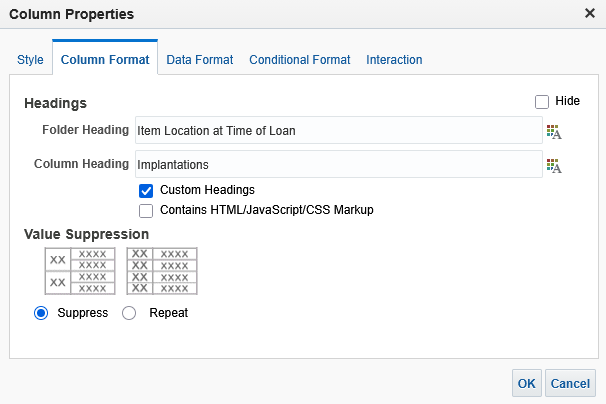 Column Properties
Style Column Format Data Format Conditional Format Interaction
Headings
Hide
Folder Heading Item Location at Time of Loan
Column Heading Implantations
Custom Headings
Contains HTML/JavaScript/CSS Markup
Value Suppression
XX XXXX XX XXXX
XXXX XX XXXX
XX XXXX XX XXXX
XXXX XX XXXX
Suppress Repeat
OK Cancel